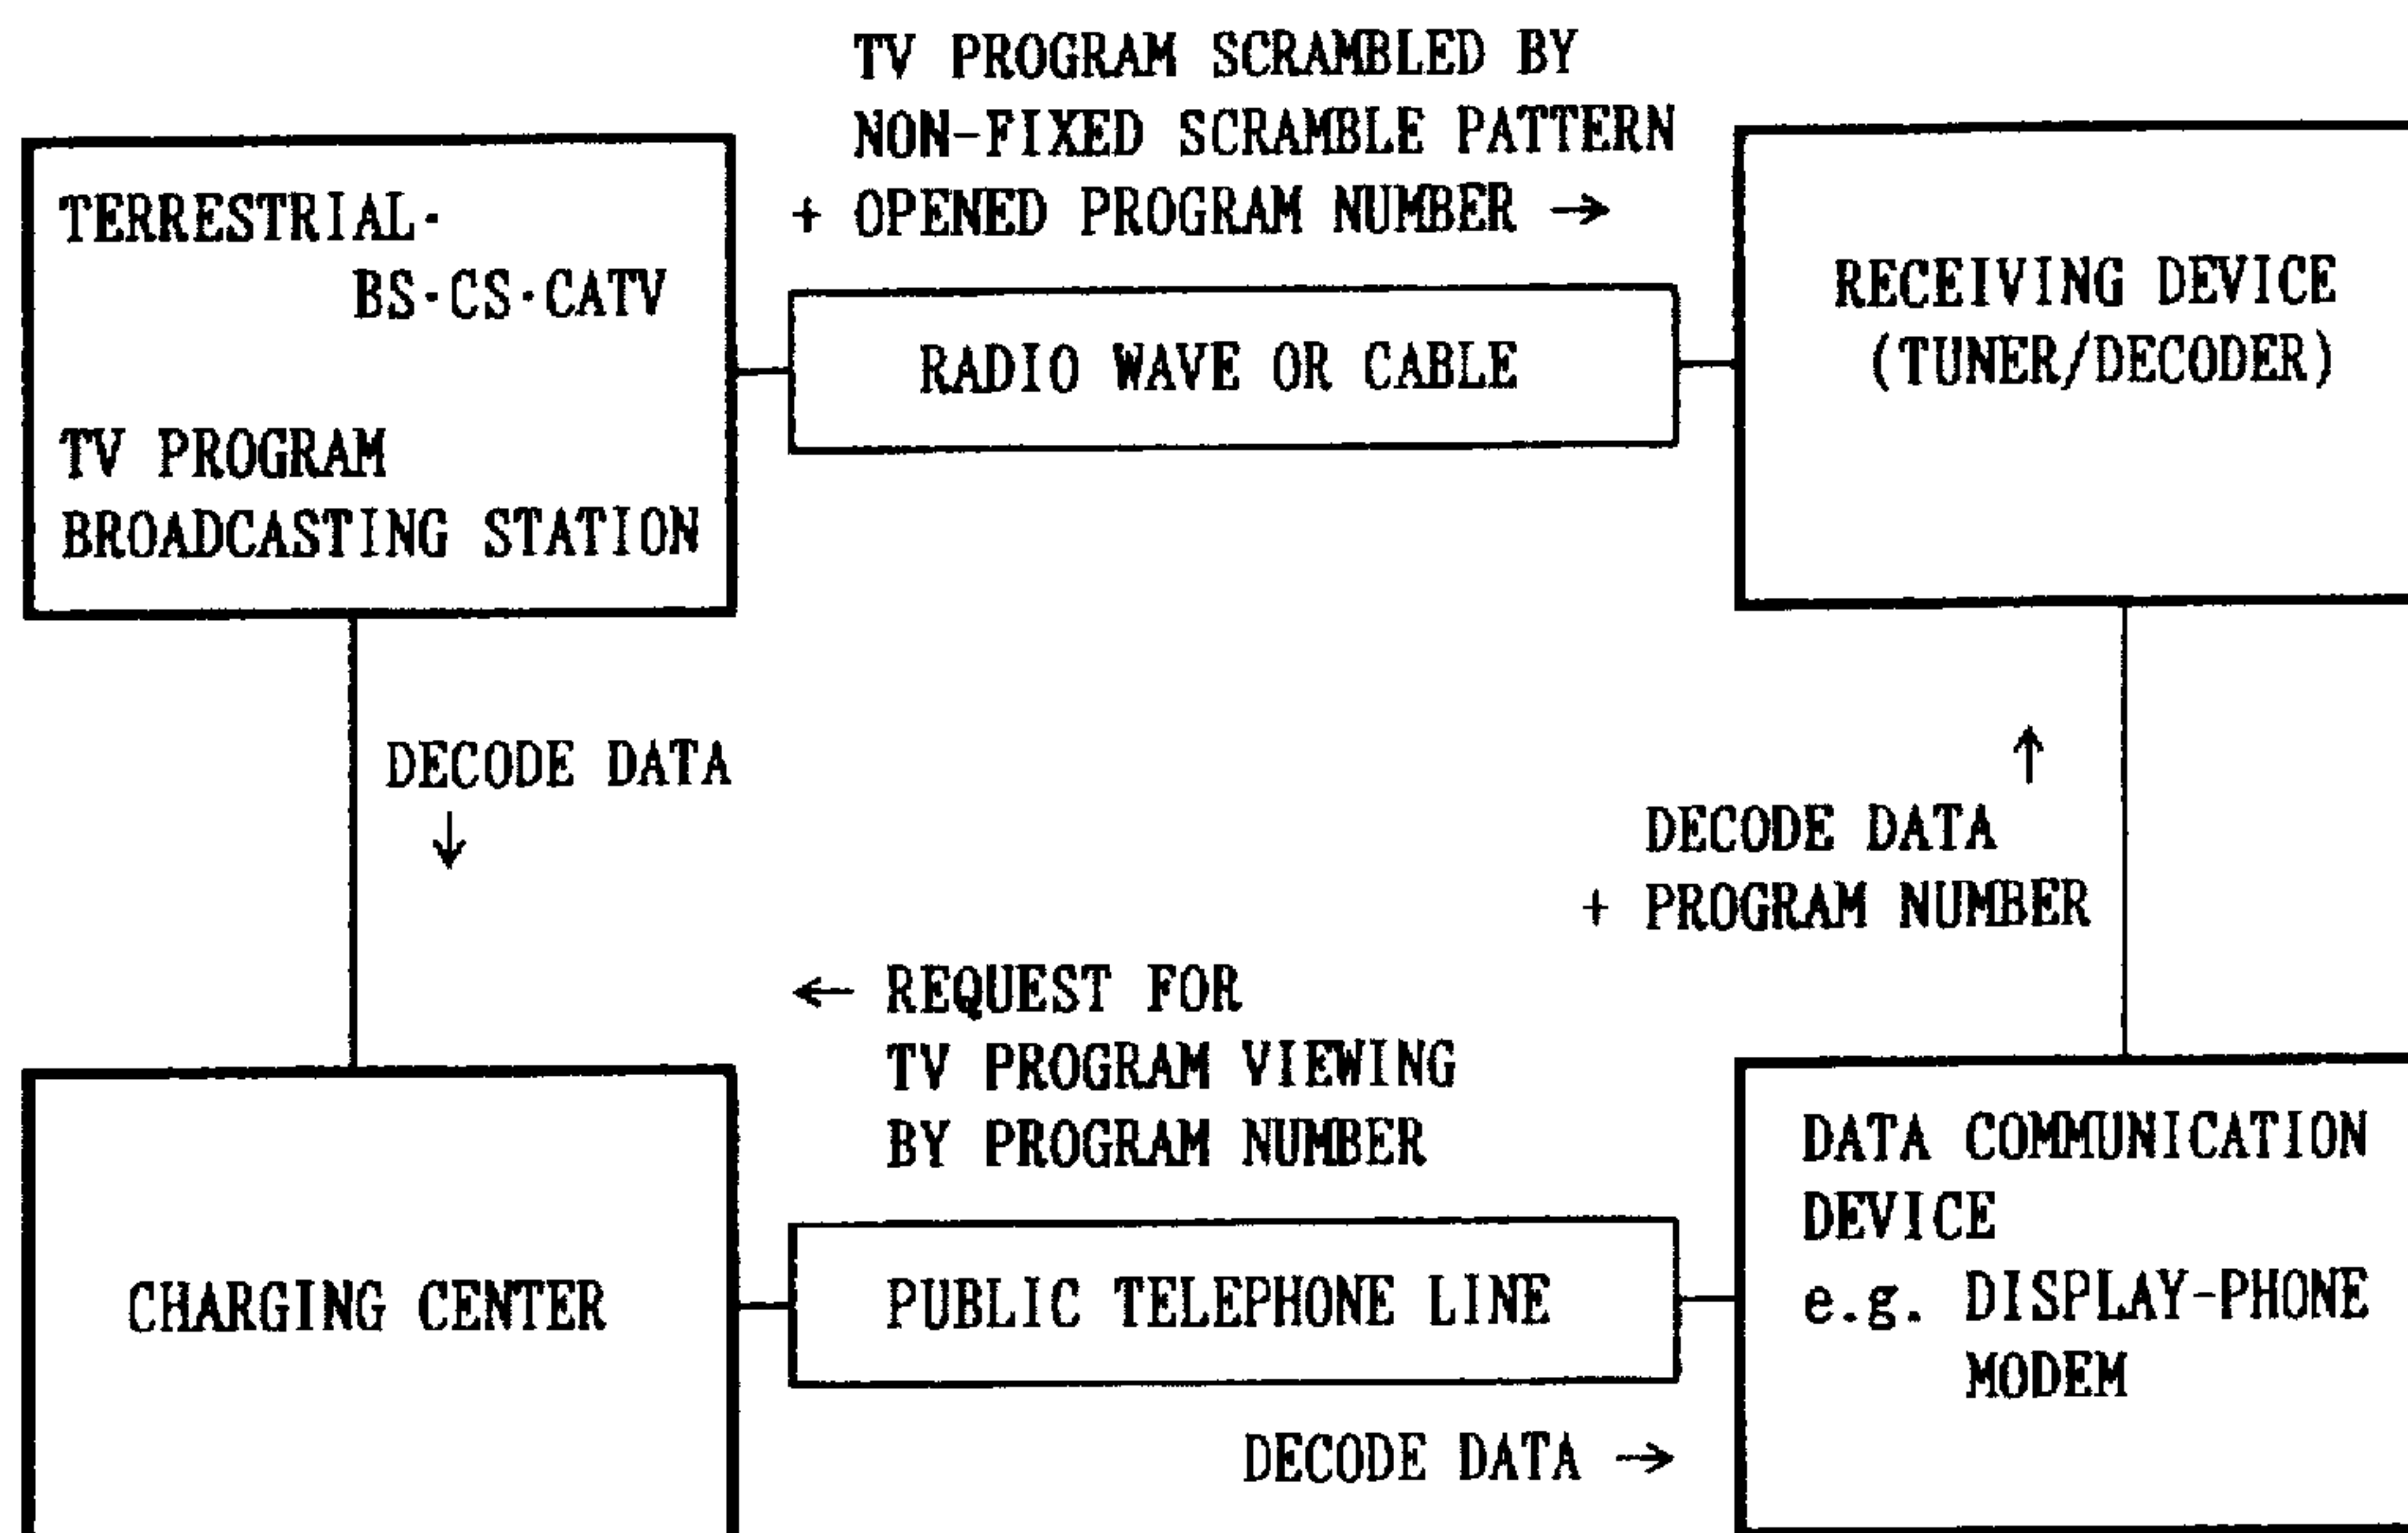 TV PROGRAM SCRAMBLED BY
NON-FIXED SCRAMBLE PATTERN
+ OPENED PROGRAM NUMBER →
TERRESTRIAL·
BS·CS·CATV
TV PROGRAM
BROADCASTING STATION
RADIO WAVE OR CABLE
RECEIVING DEVICE
(TUNER/DECODER)
DECODE DATA
↓
↑
DECODE DATA
+ PROGRAM NUMBER
← REQUEST FOR
TV PROGRAM VIEWING
BY PROGRAM NUMBER
CHARGING CENTER
PUBLIC TELEPHONE LINE
DECODE DATA →
DATA COMMUNICATION
DEVICE
e.g. DISPLAY-PHONE
MODEM